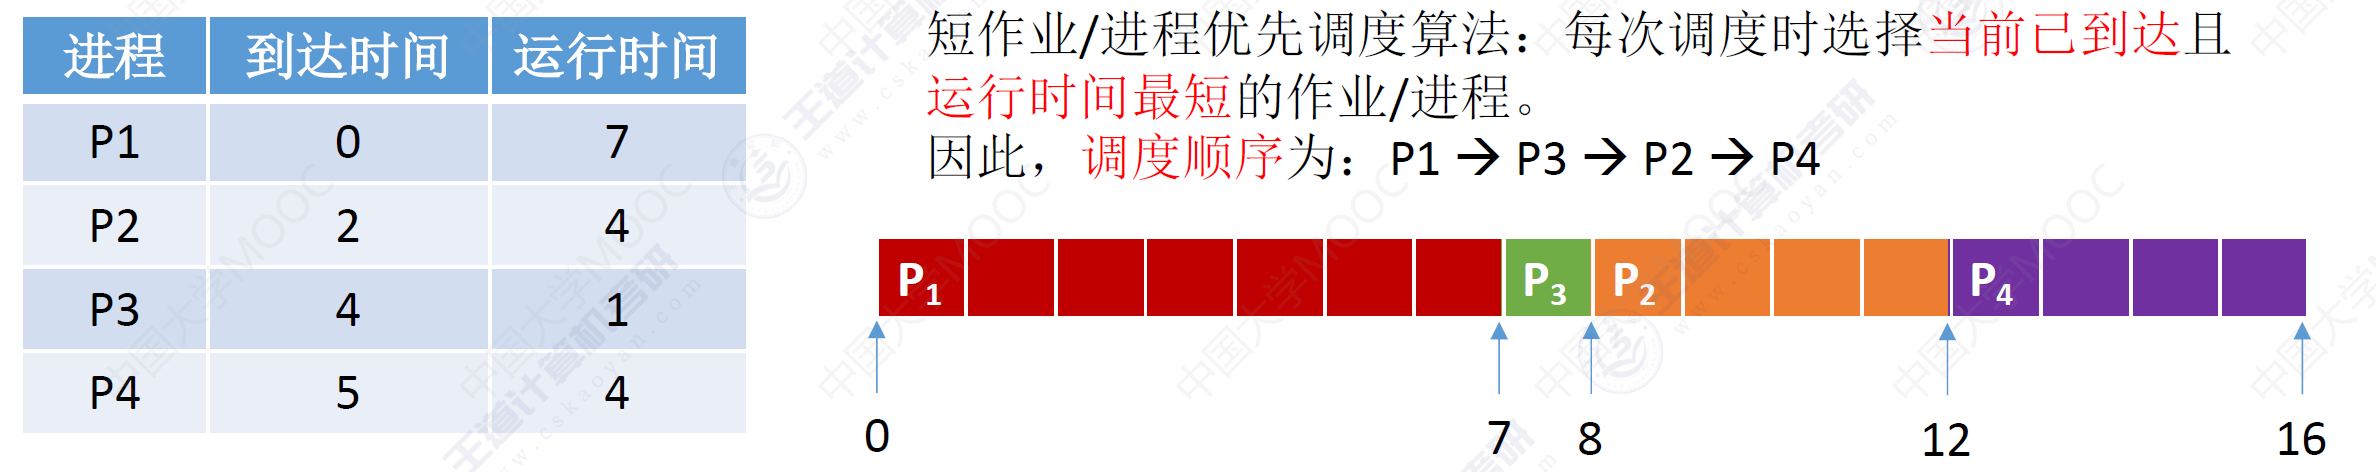 进程 到达时间 运行时间
P1 0 7
P2 2 4
P3 4 1
P4 5 4
短作业/进程优先调度算法：每次调度时选择当前已到达且
运行时间最短的作业/进程。
因此，调度顺序为：P1 → P3 → P2 → P4
P1 P3 P2 P4
0 7 8 12 16
中国大学MOOC
王道计算机考研
www.cskaoyan.com